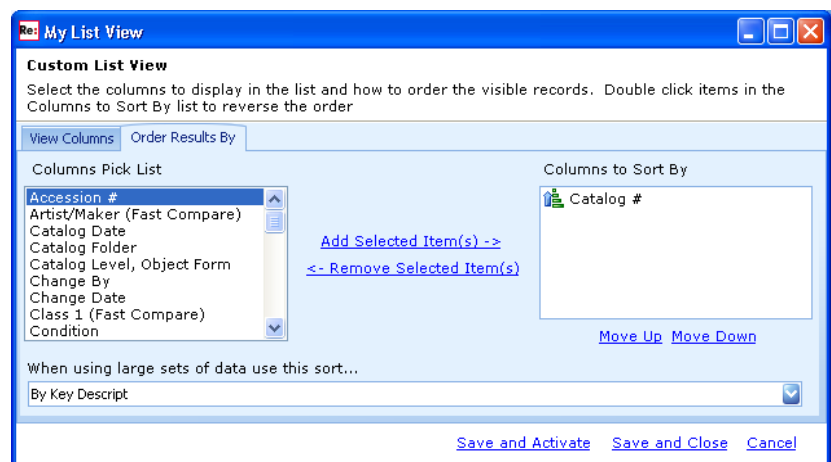 Re: My List View
Custom List View
Select the columns to display in the list and how to order the visible records.  Double click items in the
Columns to Sort By list to reverse the order
View Columns Order Results By
Columns Pick List
Columns to Sort By
Accession #
Artist/Maker (Fast Compare)
Catalog Date
Catalog Folder
Catalog Level, Object Form
Change By
Change Date
Class 1 (Fast Compare)
Condition
Add Selected Item(s) ->
<- Remove Selected Item(s)
Catalog #
Move Up Move Down
When using large sets of data use this sort...
By Key Descript
Save and Activate Save and Close Cancel